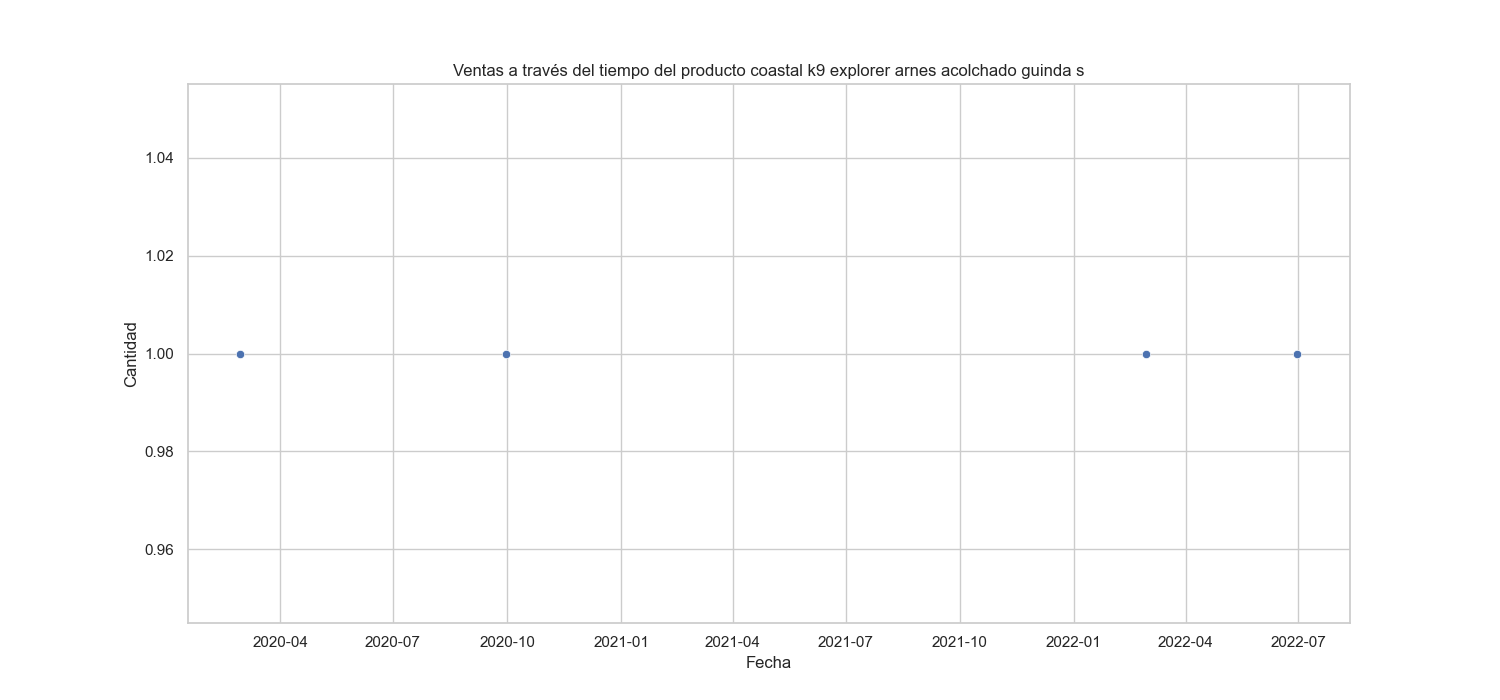 Ventas a través del tiempo del producto coastal k9 explorer arnes acolchado guinda s
1.04
1.02
1.00
0.98
0.96
Cantidad
2020-04 2020-07 2020-10 2021-01 2021-04 2021-07 2021-10 2022-01 2022-04 2022-07
Fecha